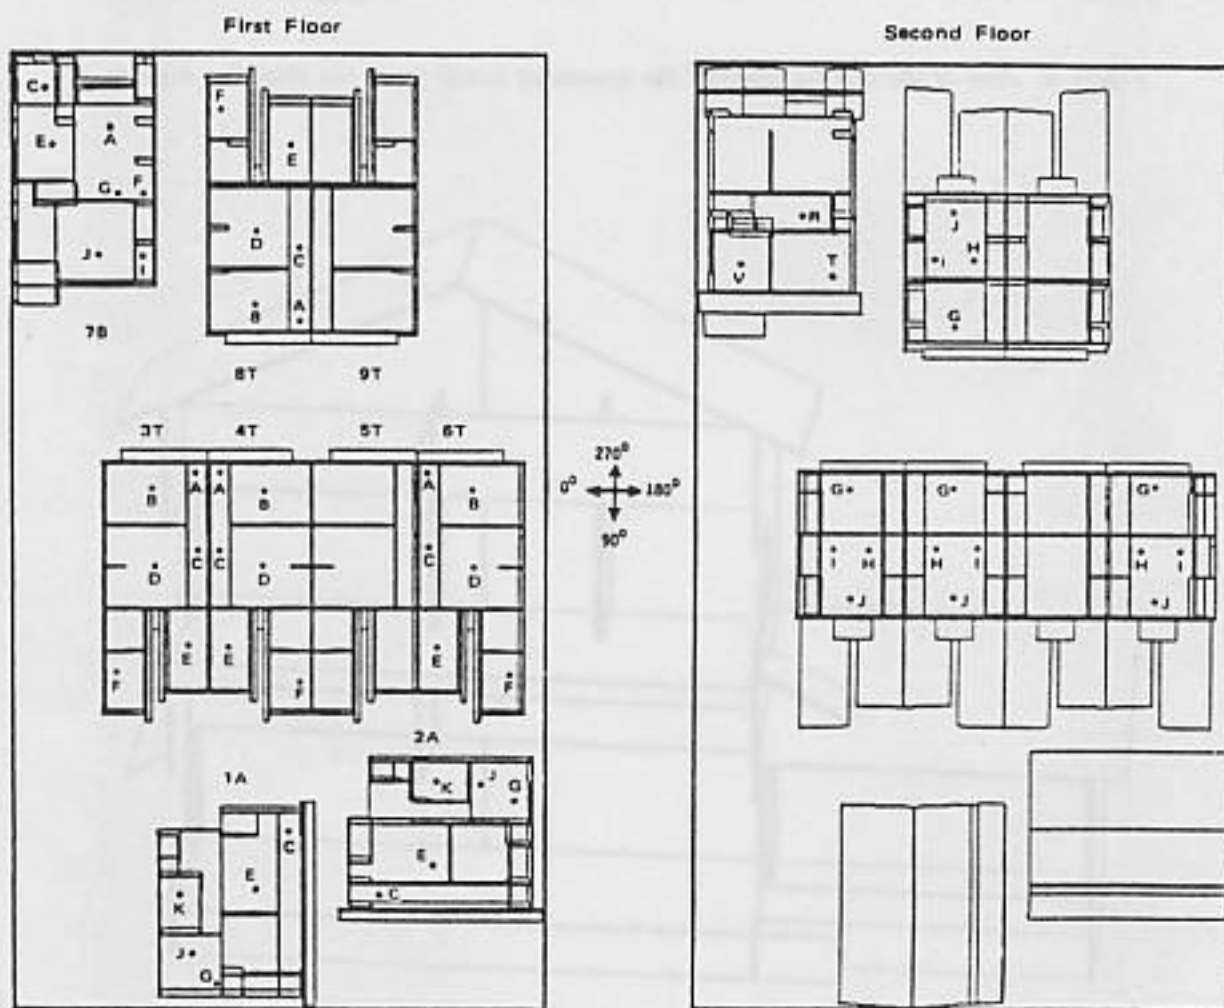 First Floor
Second Floor
C
A
E
G
F
J
I
7B
F
E
D
C
B
A
8T
9T
R
V
T
J
H
I
G
3T
4T
5T
6T
A
A
A
B
B
B
C
C
C
D
D
D
E
E
E
F
F
F
270°
0°
180°
90°
G
G
G
I
H
H
I
H
I
J
J
J
1A
2A
C
E
K
J
G
K
J
G
E
C